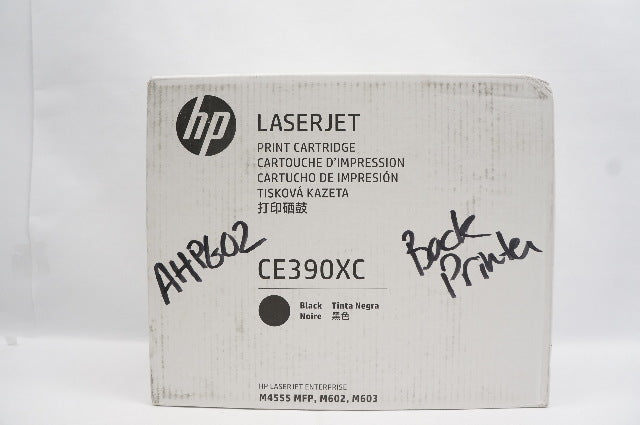 hp
LASERJET
PRINT CARTRIDGE
CARTOUCHE D'IMPRESSION
CARTUCHO DE IMPRESIÓN
TISKOVÁ KAZETA
打印硒鼓
AHP602
Back
Printer
CE390XC
Black Tinta Negra
Noire 黑色
HP LASERJET ENTERPRISE
M4555 MFP, M602, M603